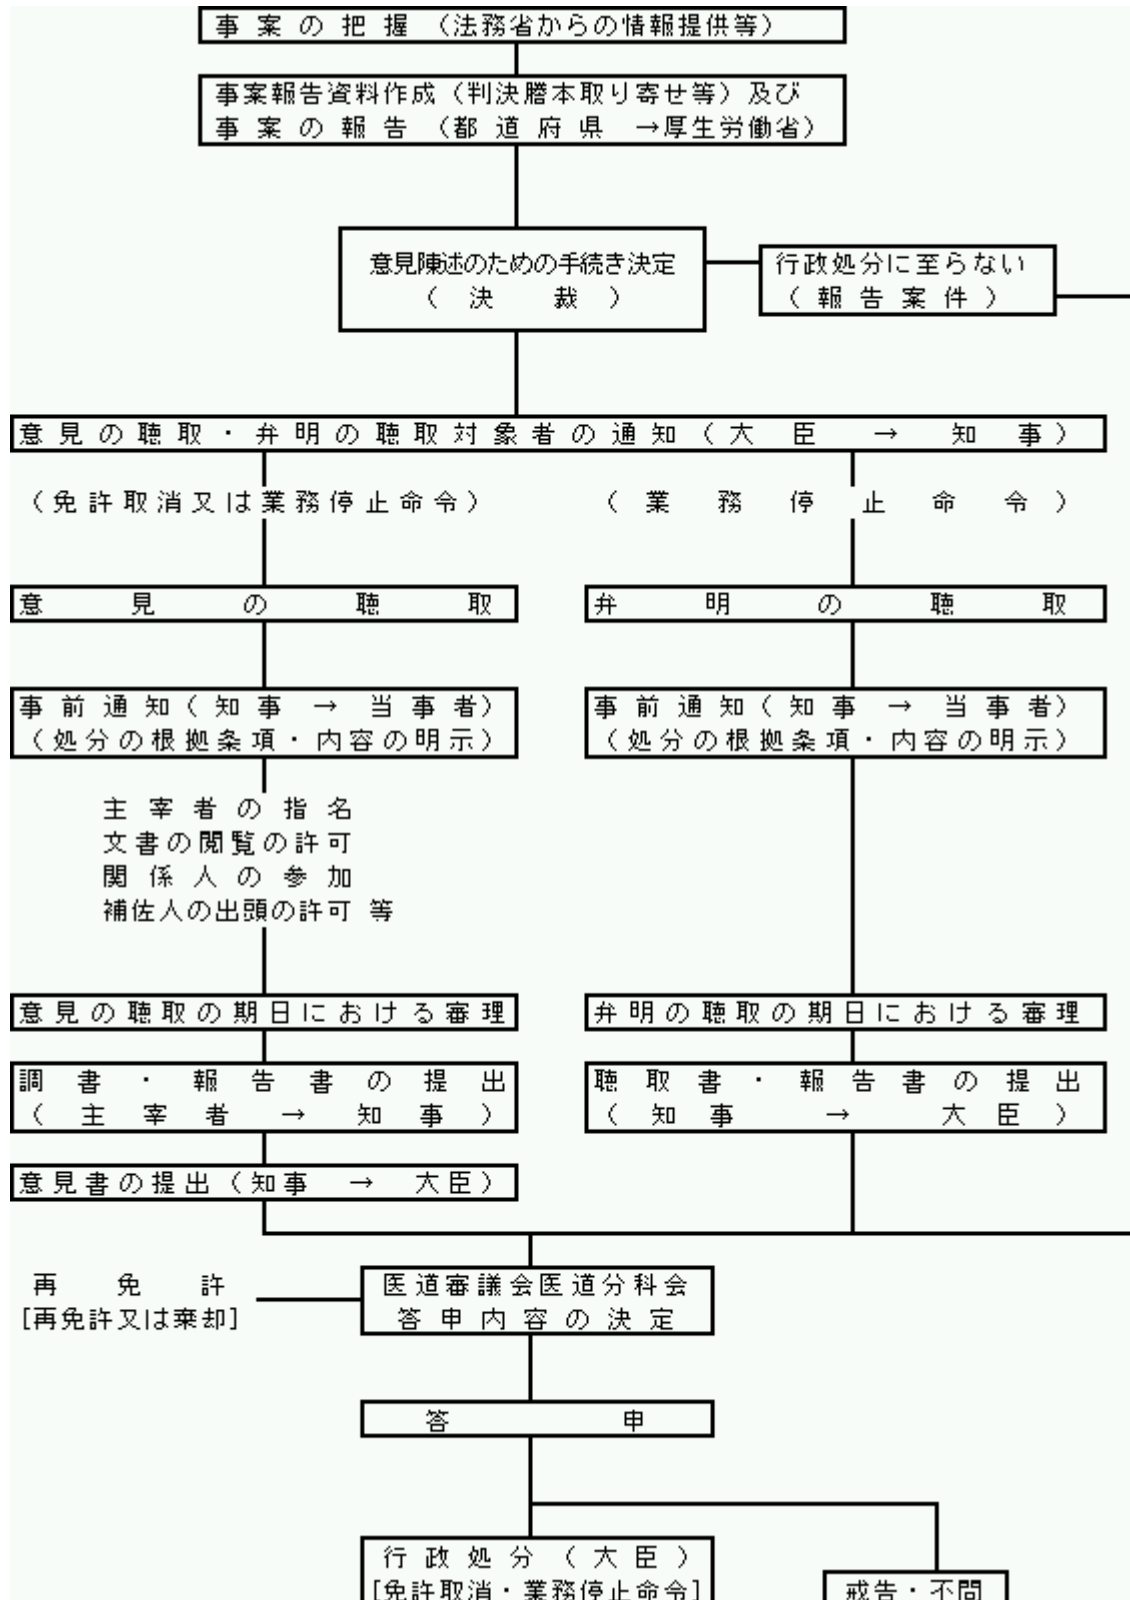 事案の把握（法務省からの情報提供等）
事案報告資料作成（判決謄本取り寄せ等）及び
事案の報告（都道府県→厚生労働省）
意見陳述のための手続き決定
（決裁）
行政処分に至らない
（報告案件）
意見の聴取・弁明の聴取対象者の通知（大臣→知事）
（免許取消又は業務停止命令）
（業務停止命令）
意見の聴取
弁明の聴取
事前通知（知事→当事者）
（処分の根拠条項・内容の明示）
事前通知（知事→当事者）
（処分の根拠条項・内容の明示）
主宰者の指名
文書の閲覧の許可
関係人の参加
補佐人の出頭の許可 等
意見の聴取の期日における審理
弁明の聴取の期日における審理
調書・報告書の提出
（主宰者→知事）
聴取書・報告書の提出
（知事→大臣）
意見書の提出（知事→大臣）
再免許
[再免許又は棄却]
医道審議会医道分科会
答申内容の決定
答申
行政処分（大臣）
[免許取消・業務停止命令]
戒告・不問